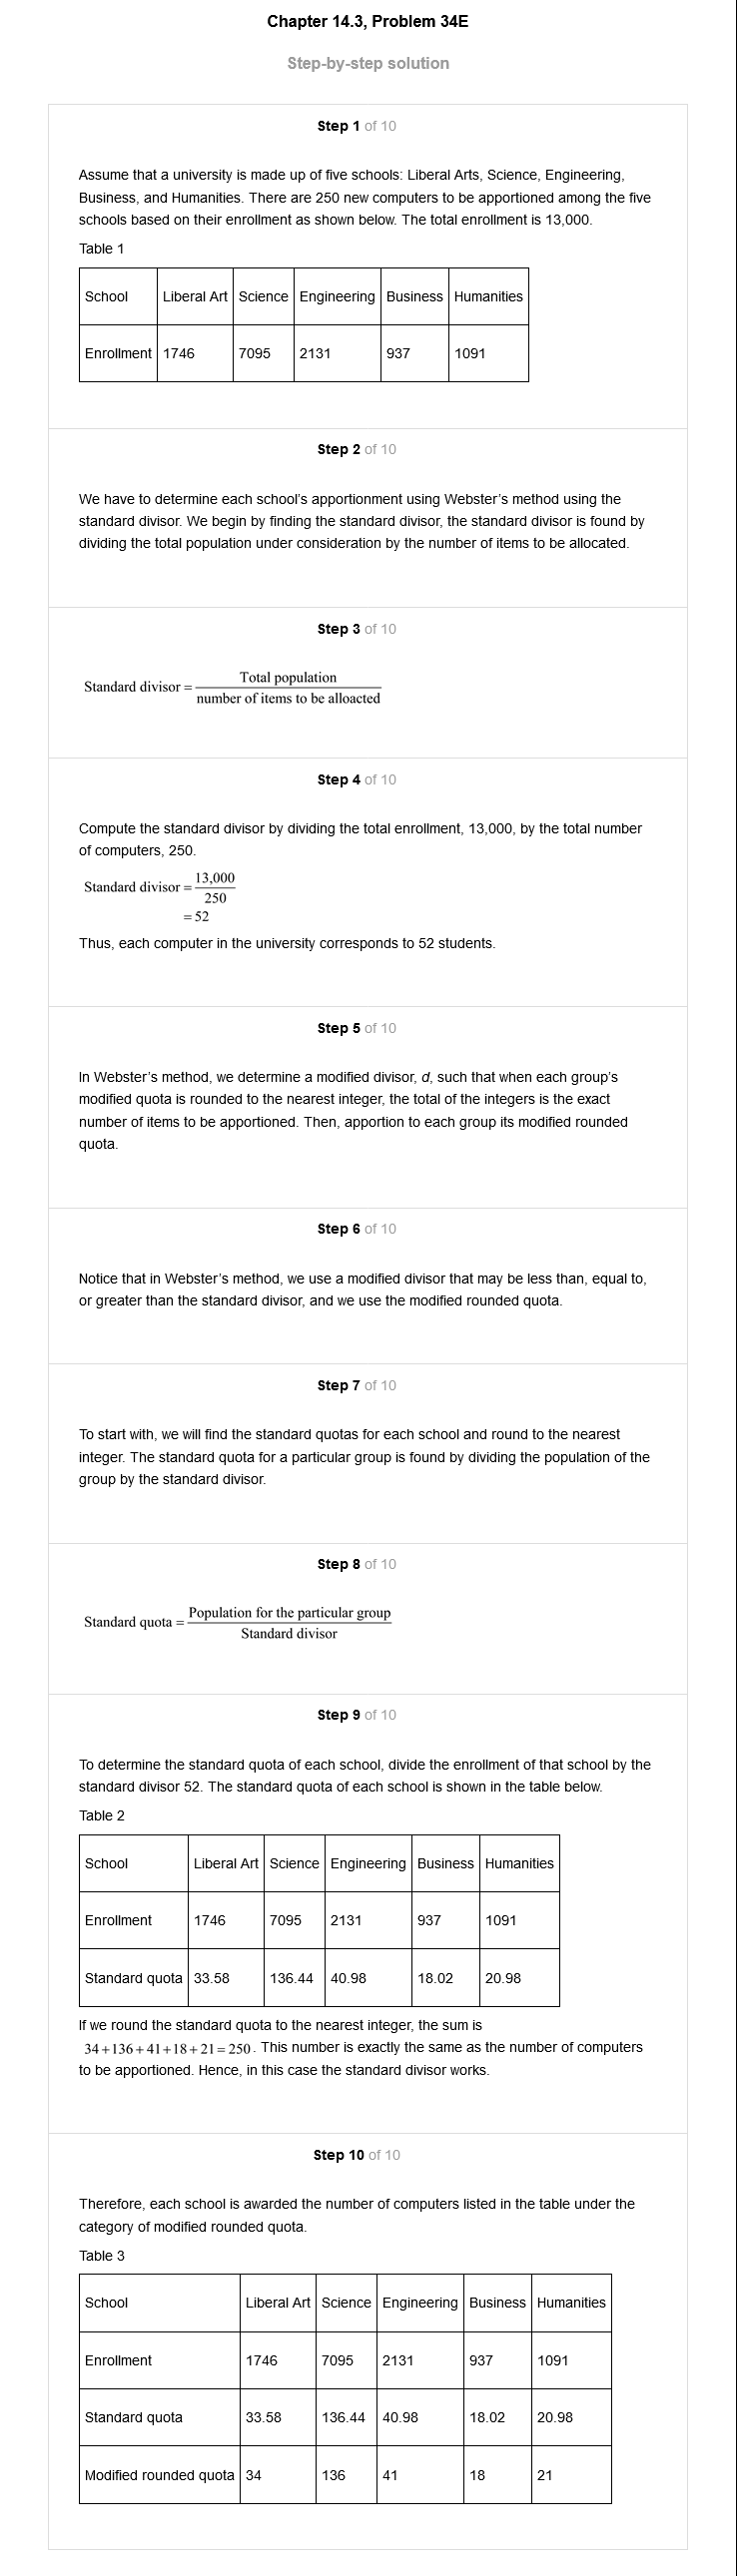 Chapter 14.3, Problem 34E
Step-by-step solution
Step 1 of 10
Assume that a university is made up of five schools: Liberal Arts, Science, Engineering,
Business, and Humanities. There are 250 new computers to be apportioned among the five
schools based on their enrollment as shown below. The total enrollment is 13,000.
Table 1
School Liberal Art Science Engineering Business Humanities
Enrollment 1746 7095 2131 937 1091
Step 2 of 10
We have to determine each school's apportionment using Webster's method using the
standard divisor. We begin by finding the standard divisor, the standard divisor is found by
dividing the total population under consideration by the number of items to be allocated.
Step 3 of 10
Standard divisor = Total population / number of items to be alloacted
Step 4 of 10
Compute the standard divisor by dividing the total enrollment, 13,000, by the total number
of computers, 250.
Standard divisor = 13,000 / 250
= 52
Thus, each computer in the university corresponds to 52 students.
Step 5 of 10
In Webster's method, we determine a modified divisor, d, such that when each group's
modified quota is rounded to the nearest integer, the total of the integers is the exact
number of items to be apportioned. Then, apportion to each group its modified rounded
quota.
Step 6 of 10
Notice that in Webster's method, we use a modified divisor that may be less than, equal to,
or greater than the standard divisor, and we use the modified rounded quota.
Step 7 of 10
To start with, we will find the standard quotas for each school and round to the nearest
integer. The standard quota for a particular group is found by dividing the population of the
group by the standard divisor.
Step 8 of 10
Standard quota = Population for the particular group / Standard divisor
Step 9 of 10
To determine the standard quota of each school, divide the enrollment of that school by the
standard divisor 52. The standard quota of each school is shown in the table below.
Table 2
School Liberal Art Science Engineering Business Humanities
Enrollment 1746 7095 2131 937 1091
Standard quota 33.58 136.44 40.98 18.02 20.98
If we round the standard quota to the nearest integer, the sum is
34+136+41+18+21=250. This number is exactly the same as the number of computers
to be apportioned. Hence, in this case the standard divisor works.
Step 10 of 10
Therefore, each school is awarded the number of computers listed in the table under the
category of modified rounded quota.
Table 3
School Liberal Art Science Engineering Business Humanities
Enrollment 1746 7095 2131 937 1091
Standard quota 33.58 136.44 40.98 18.02 20.98
Modified rounded quota 34 136 41 18 21